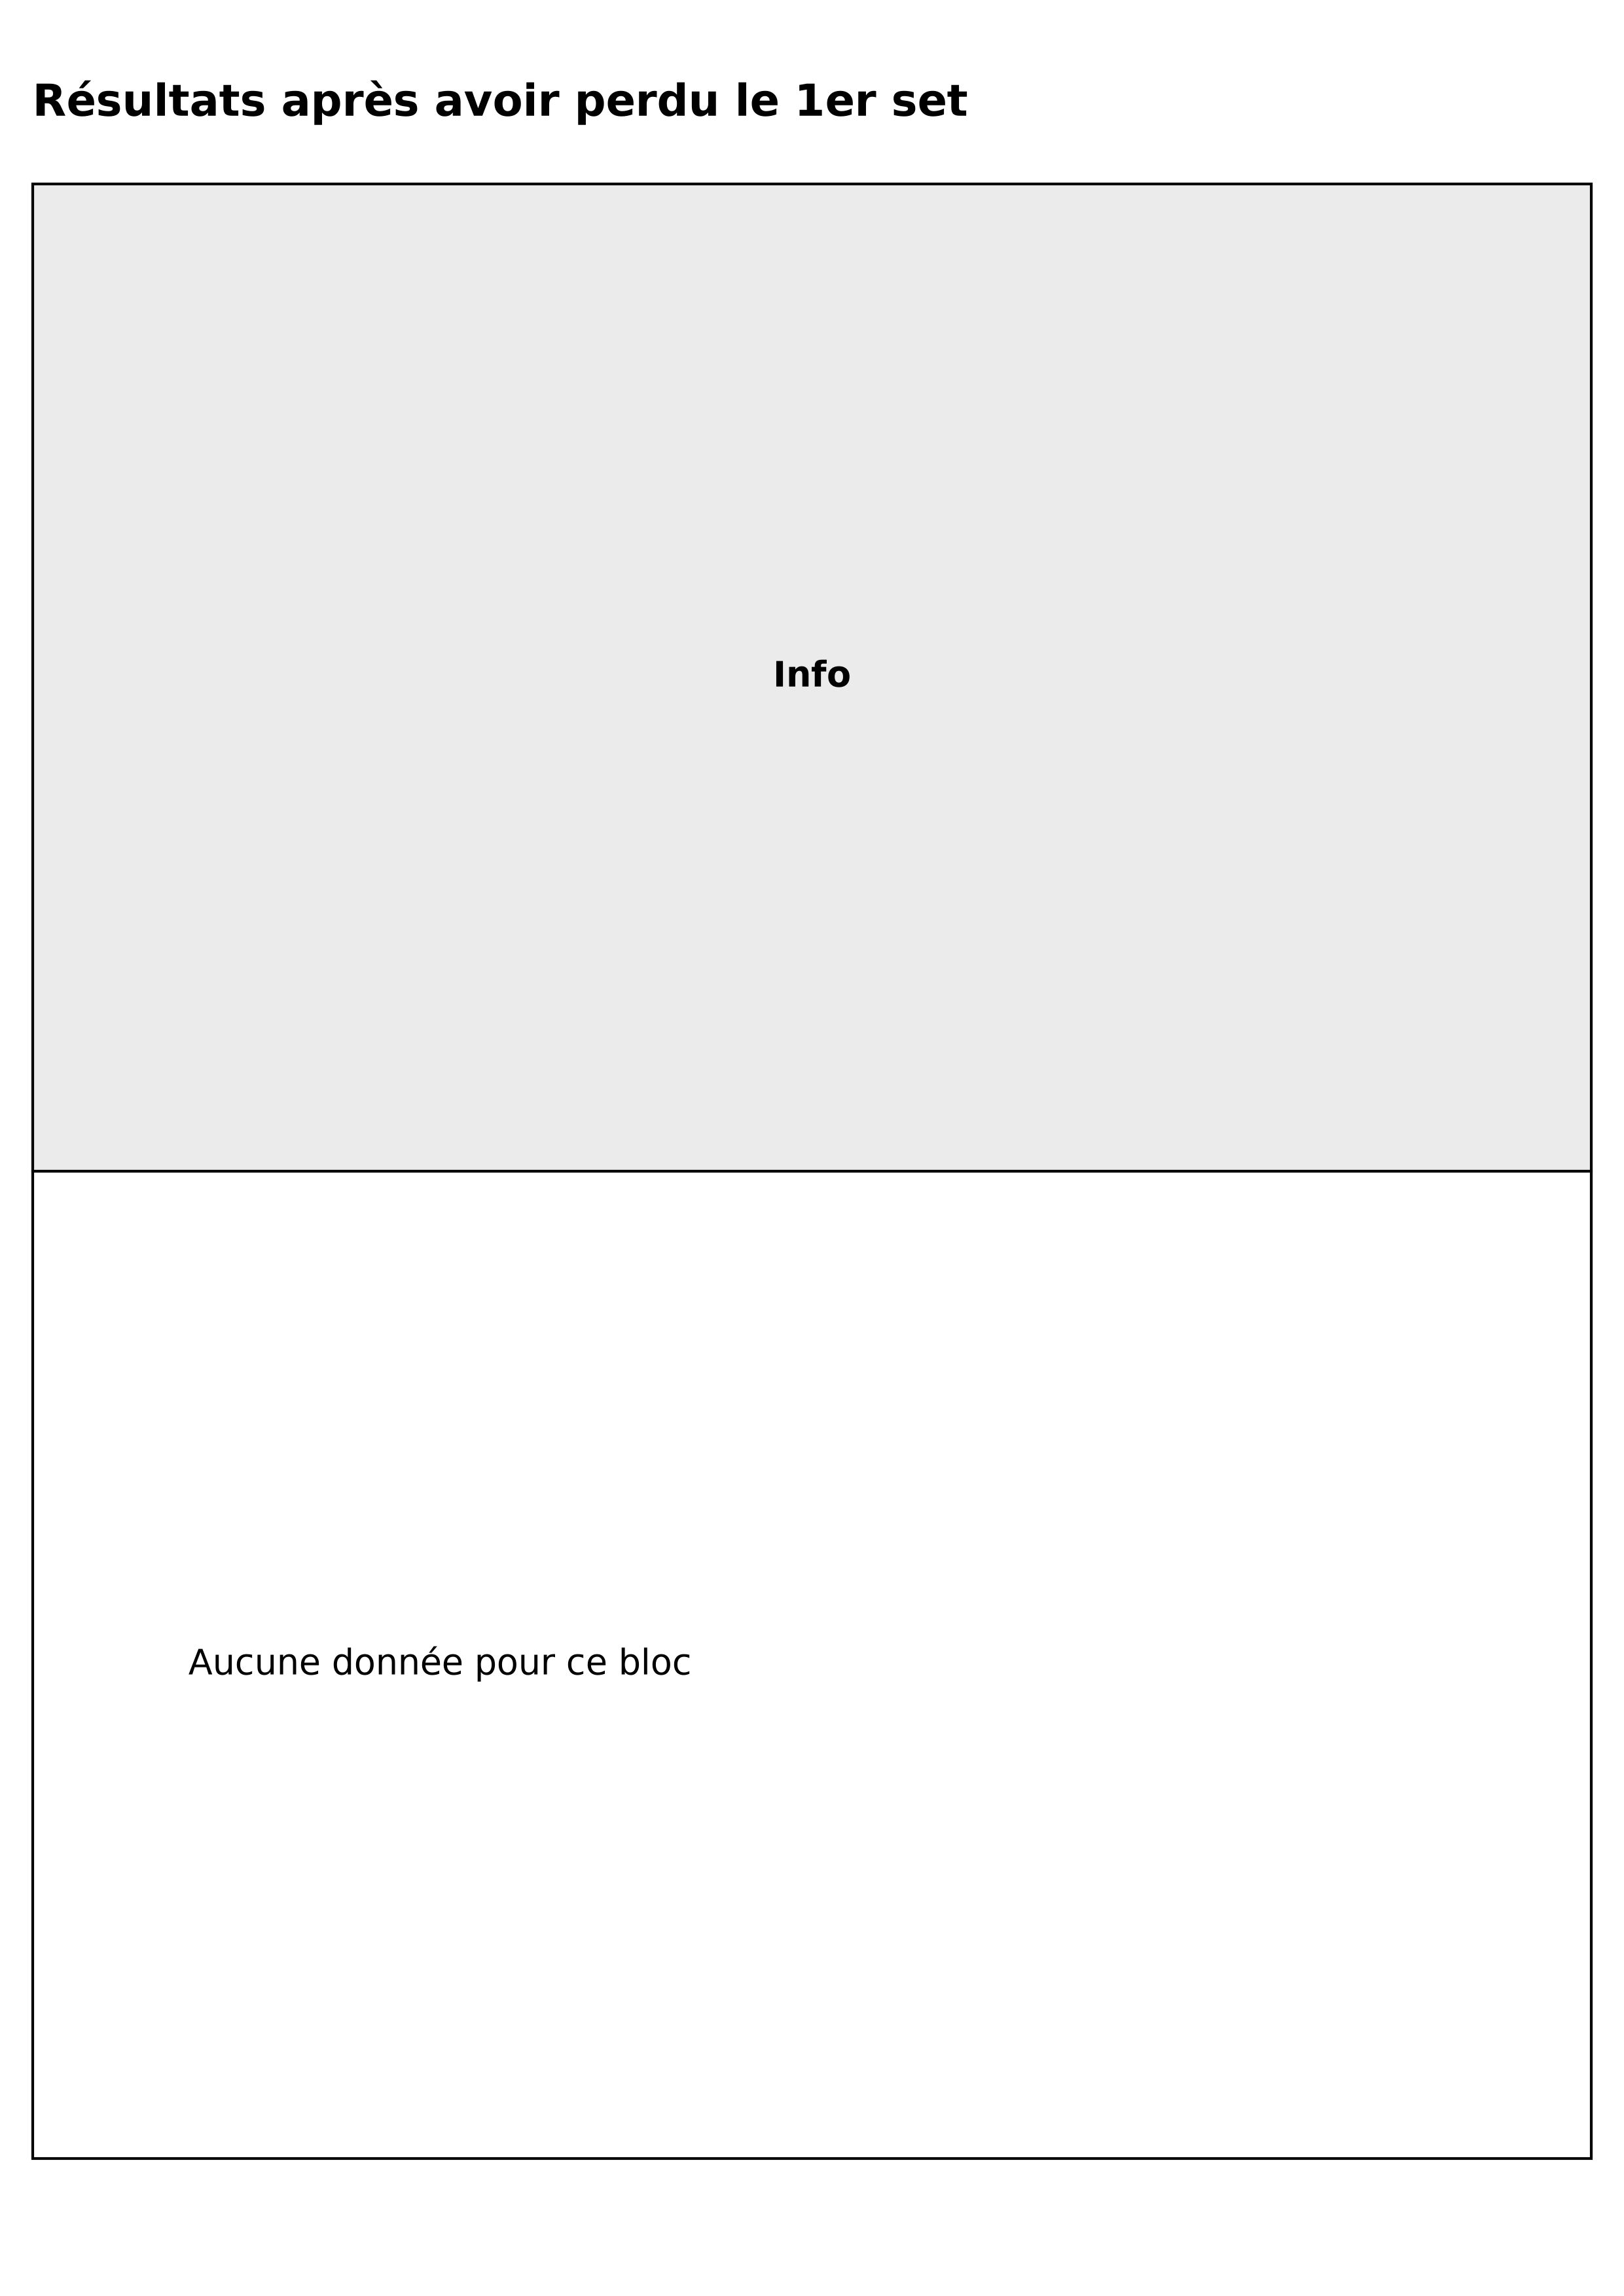 Résultats après avoir perdu le 1er set
Info
Aucune donnée pour ce bloc